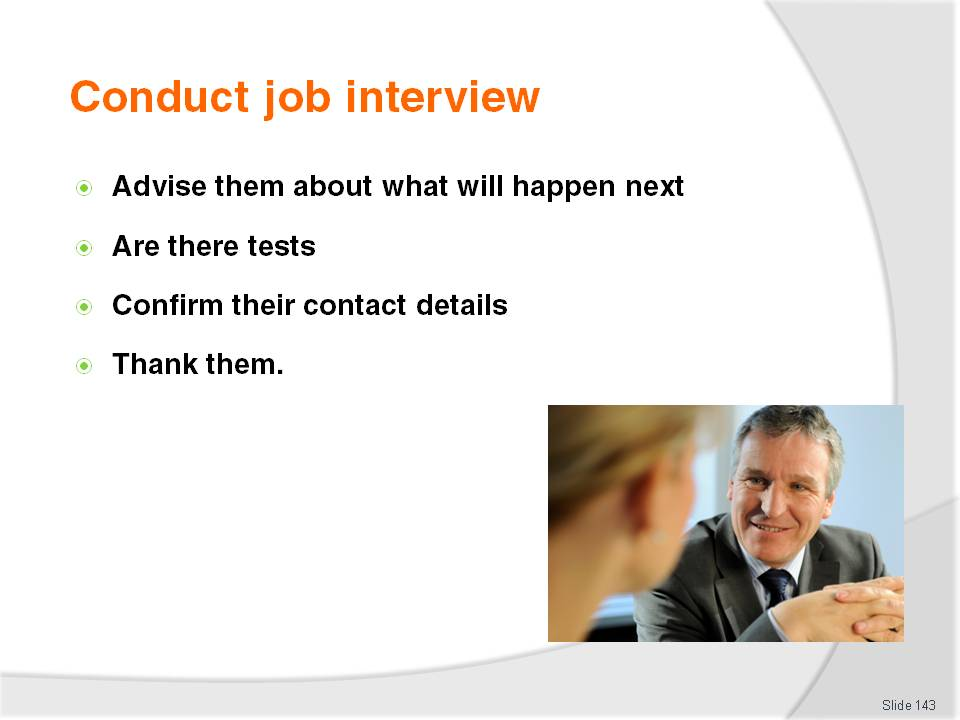 Conduct job interview
Advise them about what will happen next
Are there tests
Confirm their contact details
Thank them.
Slide 143